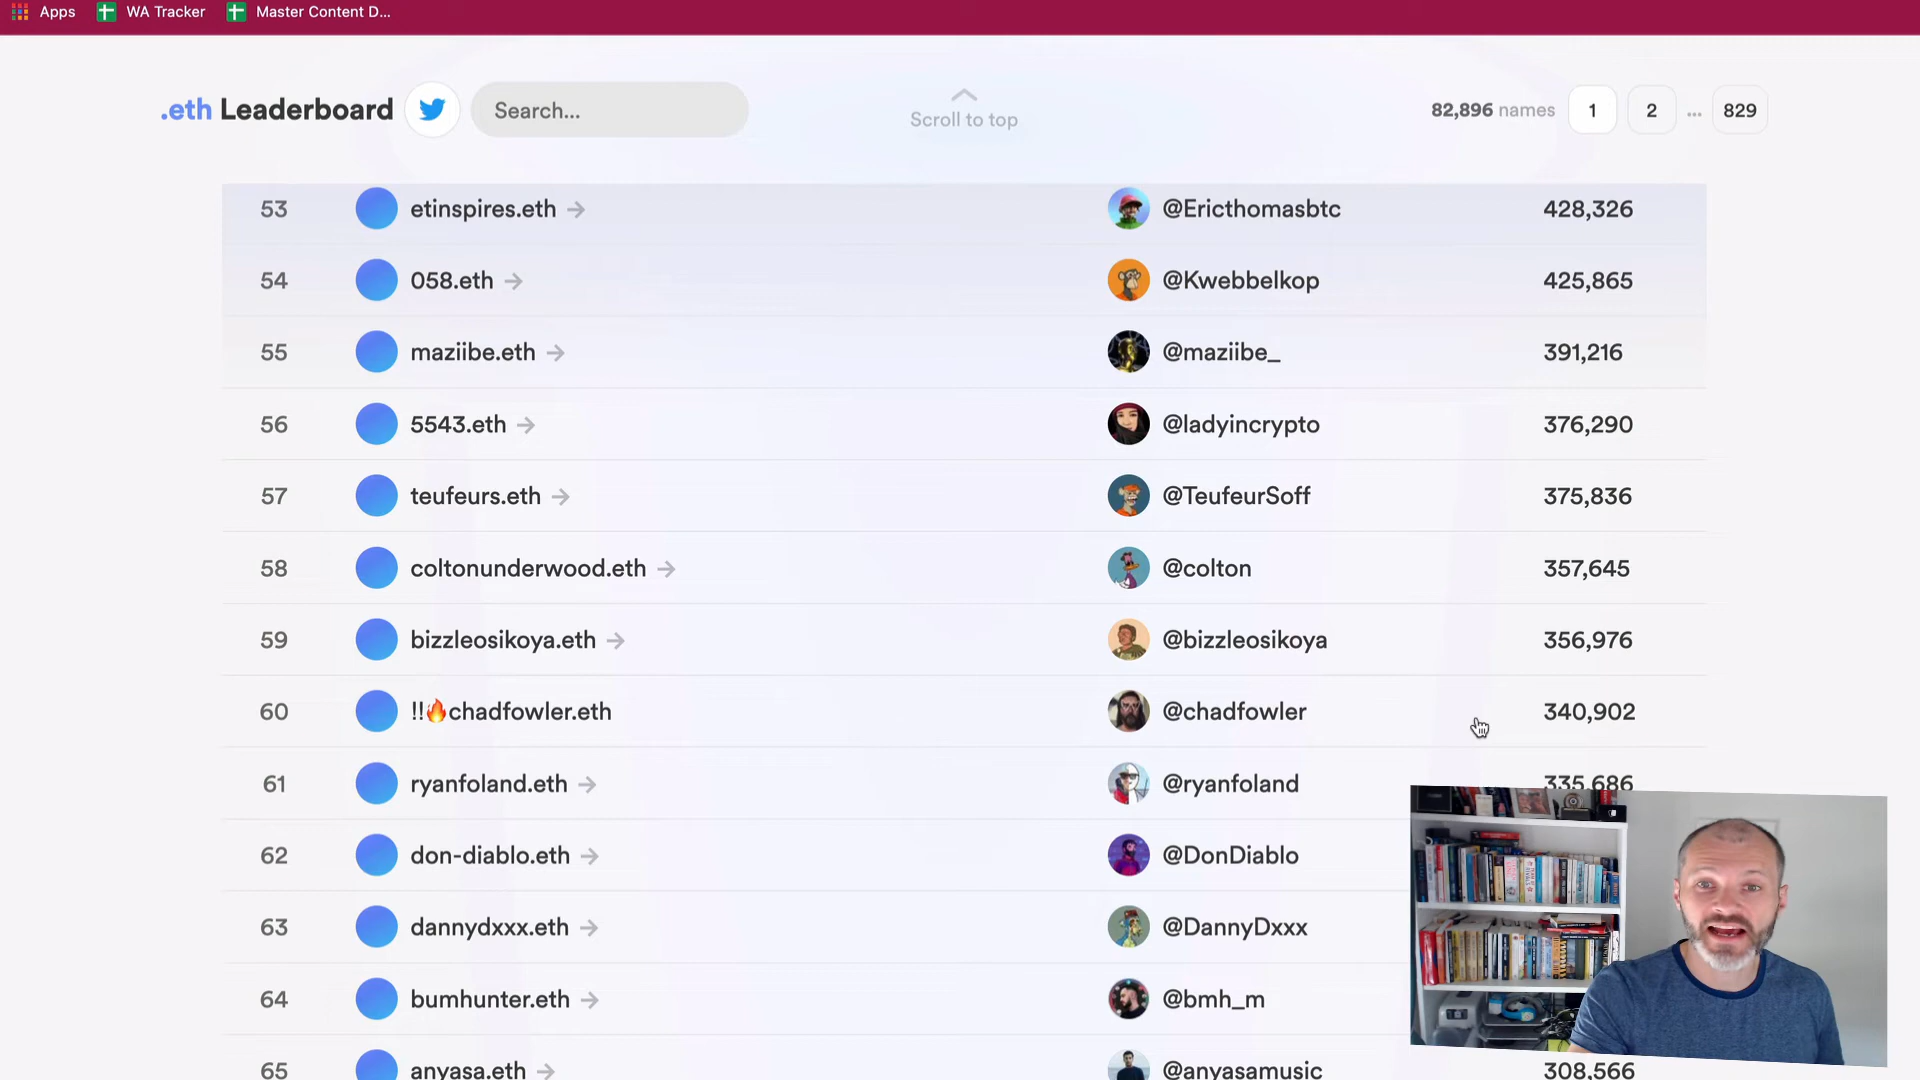 Apps WA Tracker Master Content D...
.eth Leaderboard Search... Scroll to top 82,896 names 1 2 ... 829
53 etinspires.eth → @Ericthomasbtc 428,326
54 058.eth → @Kwebbelkop 425,865
55 maziibe.eth → @maziibe_ 391,216
56 5543.eth → @ladyincrypto 376,290
57 teufeurs.eth → @TeufeurSoff 375,836
58 coltonunderwood.eth → @colton 357,645
59 bizzleosikoya.eth → @bizzleosikoya 356,976
60 !!🔥chadfowler.eth @chadfowler 340,902
61 ryanfoland.eth → @ryanfoland 335,686
62 don-diablo.eth → @DonDiablo
63 dannydxxx.eth → @DannyDxxx
64 bumhunter.eth → @bmh_m
65 anyasa.eth → @anyasamusic 308,566